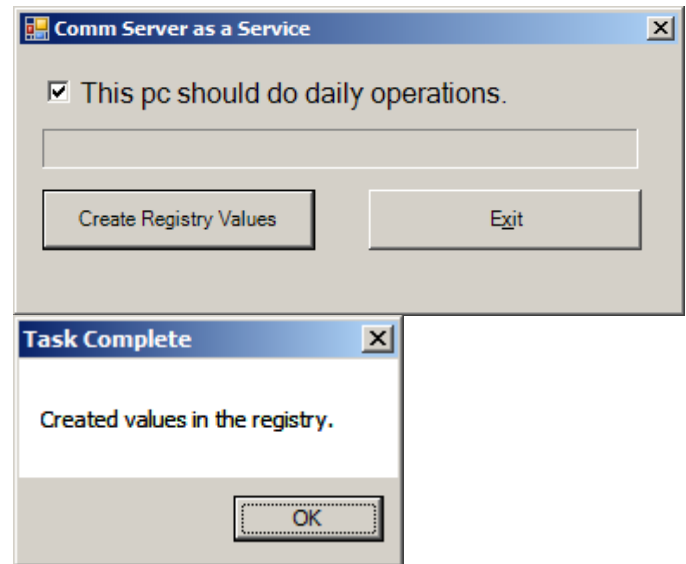 Comm Server as a Service
This pc should do daily operations.
Create Registry Values
Exit
Task Complete
Created values in the registry.
OK